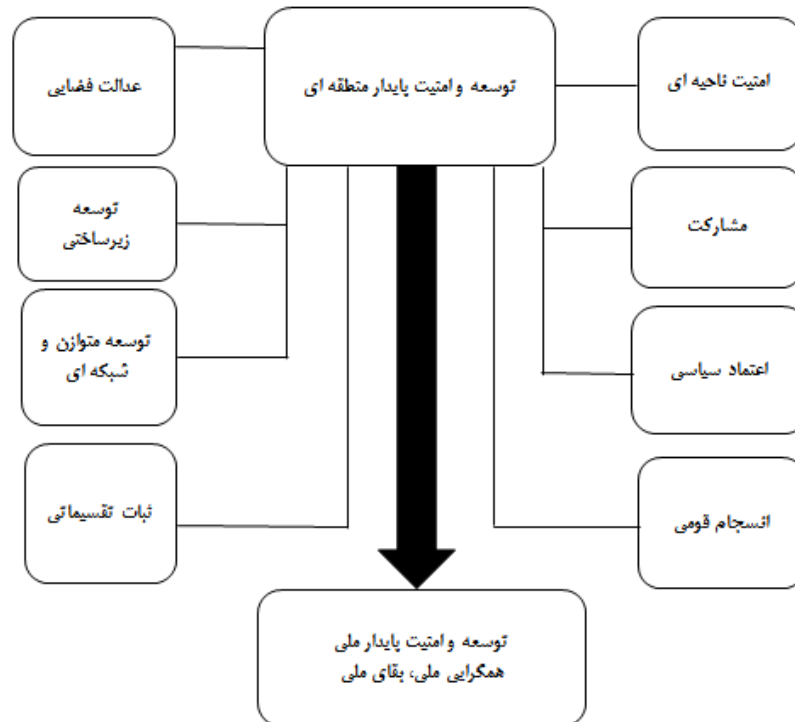 توسعه و امنیت پایدار منطقه ای
امنیت ناحیه ای
عدالت فضایی
مشارکت
توسعه
زیرساختی
اعتماد سیاسی
توسعه متوازن و
شبکه ای
انسجام قومی
ثبات تقسیماتی
توسعه و امنیت پایدار ملی
همگرایی ملی، بقای ملی